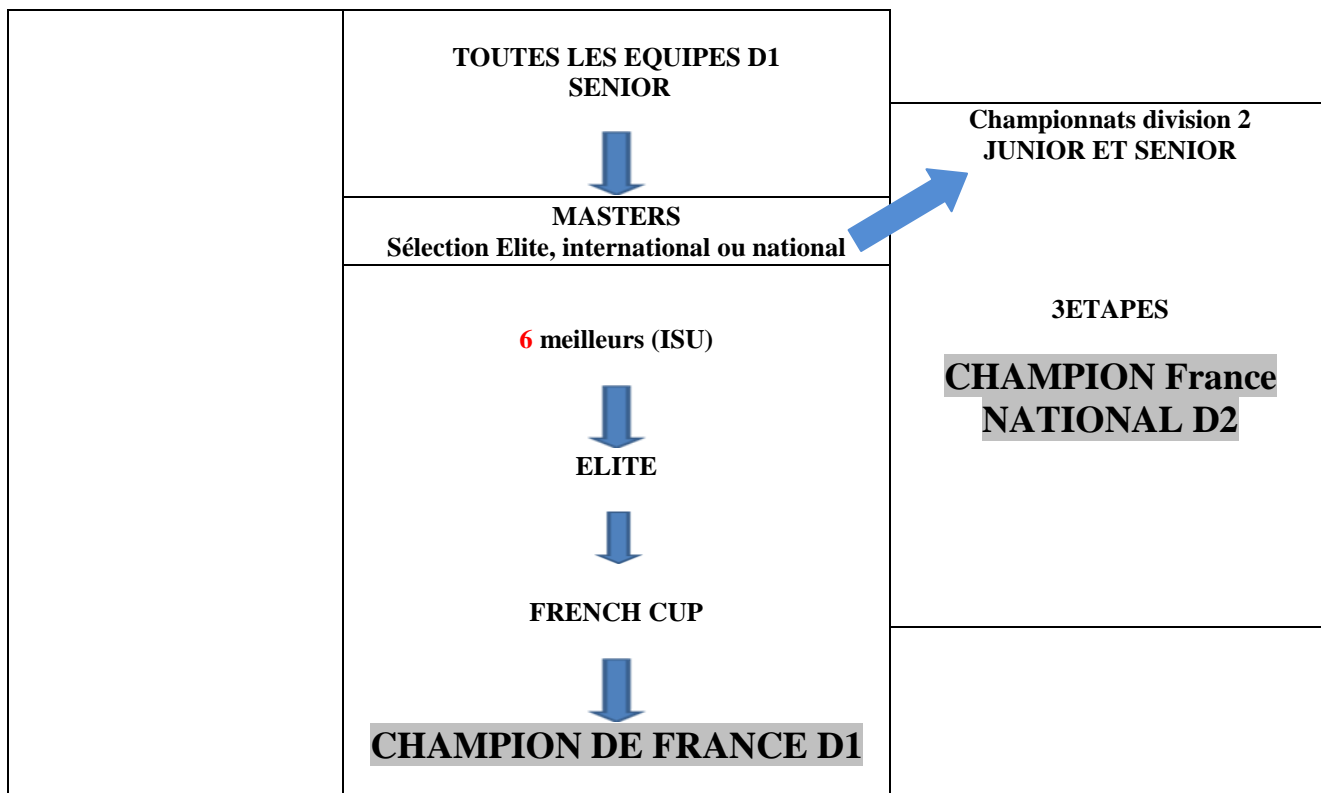 TOUTES LES EQUIPES D1
SENIOR
MASTERS
Sélection Elite, international ou national
6 meilleurs (ISU)
ELITE
FRENCH CUP
CHAMPION DE FRANCE D1
Championnats division 2
JUNIOR ET SENIOR
3ETAPES
CHAMPION France
NATIONAL D2